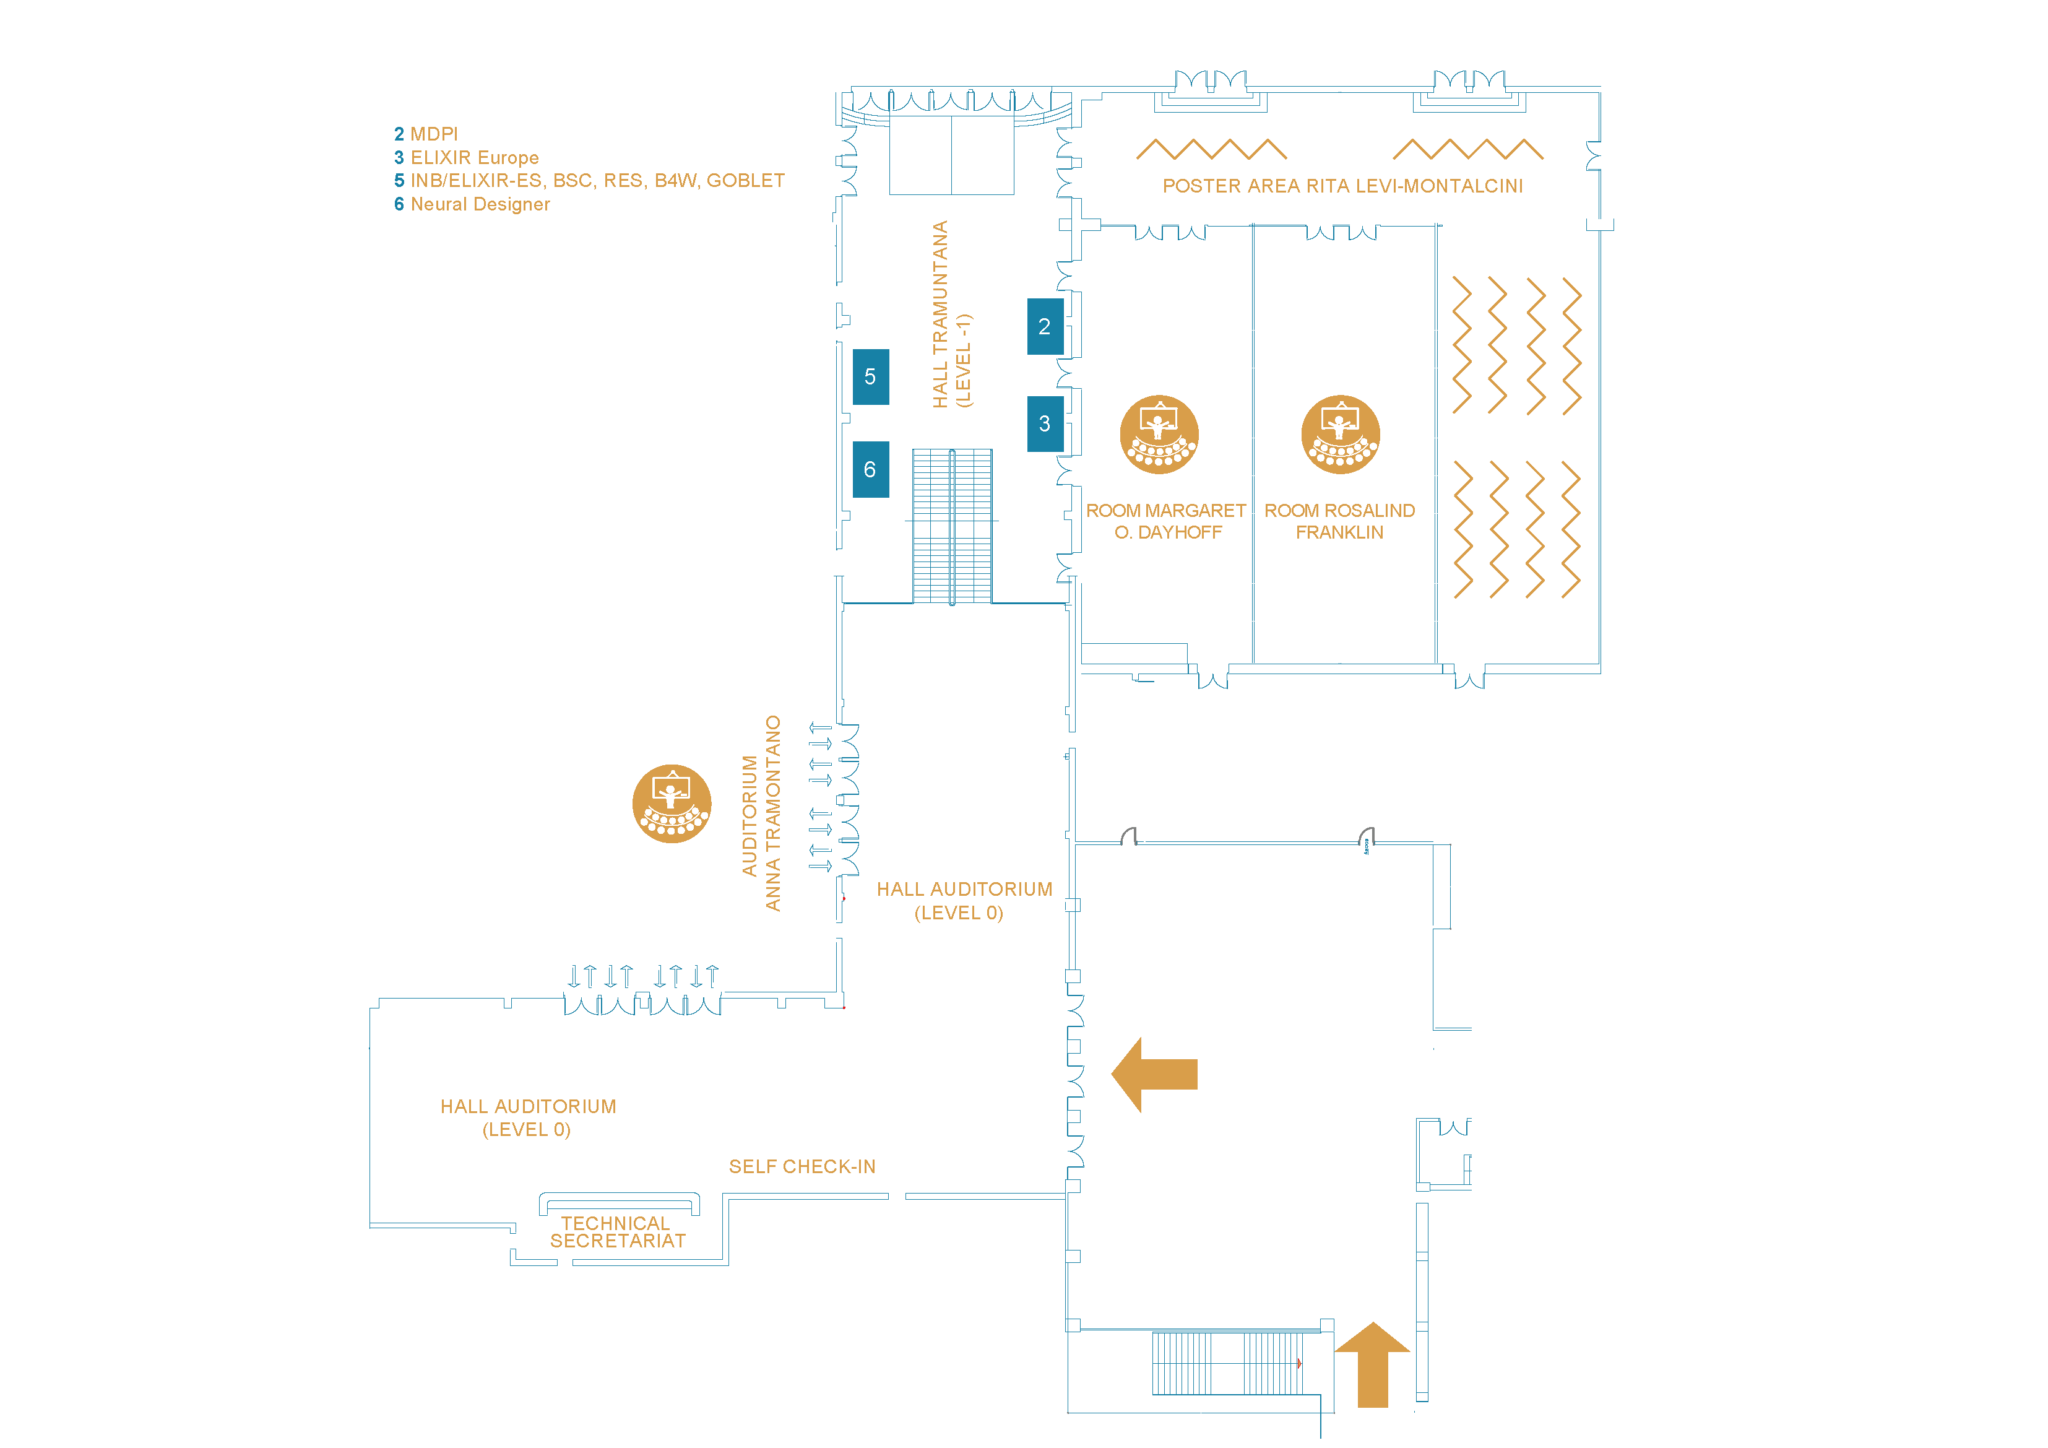 2 MDPI
3 ELIXIR Europe
5 INB/ELIXIR-ES, BSC, RES, B4W, GOBLET
6 Neural Designer
POSTER AREA RITA LEVI-MONTALCINI
HALL TRAMUNTANA
(LEVEL -1)
2
5
3
6
ROOM MARGARET
O. DAYHOFF
ROOM ROSALIND
FRANKLIN
AUDITORIUM
ANNA TRAMONTANO
HALL AUDITORIUM
(LEVEL 0)
HALL AUDITORIUM
(LEVEL 0)
SELF CHECK-IN
TECHNICAL
SECRETARIAT